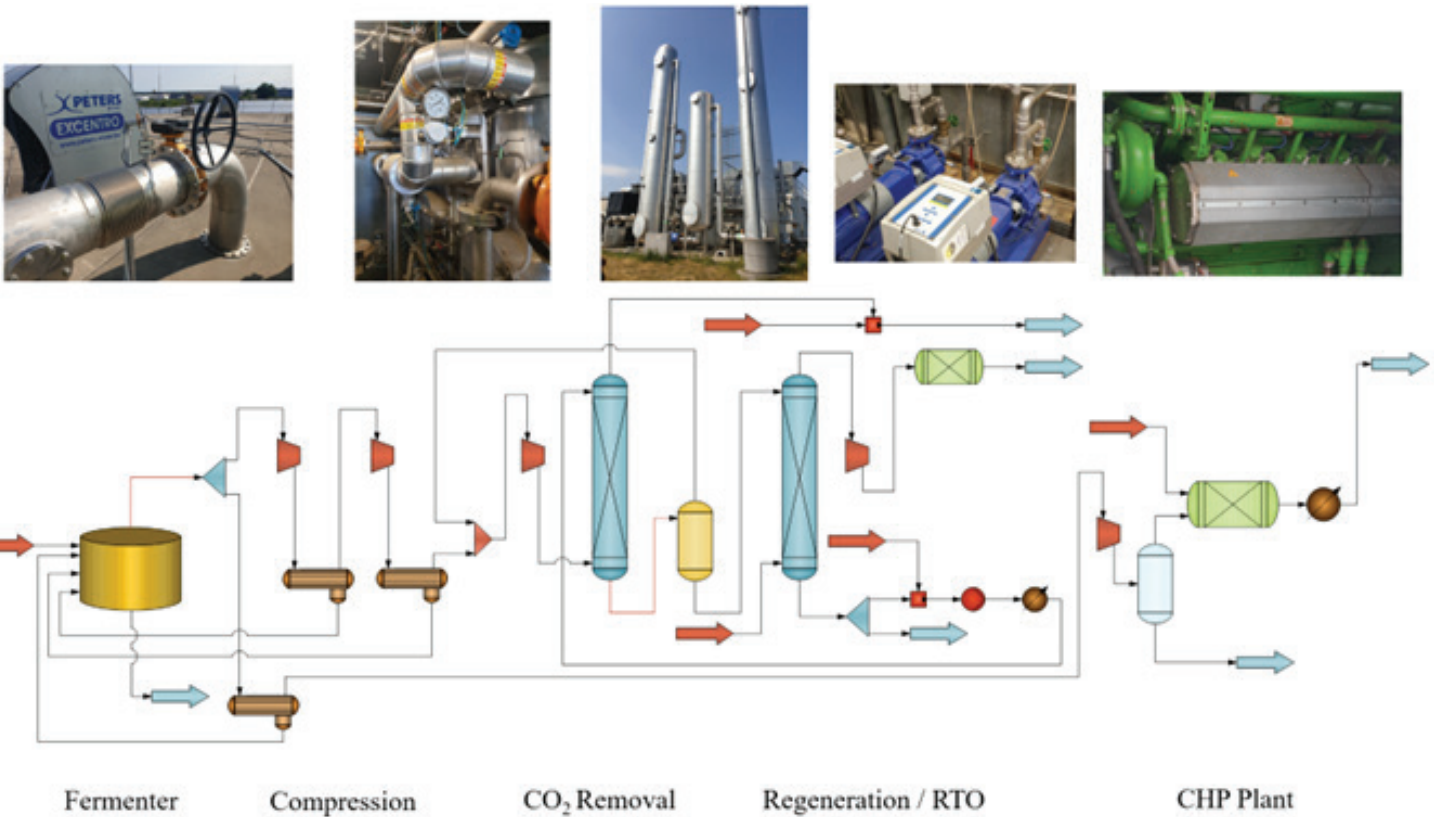 PETERS
EXCENTRO
Fermenter
Compression
CO₂ Removal
Regeneration / RTO
CHP Plant